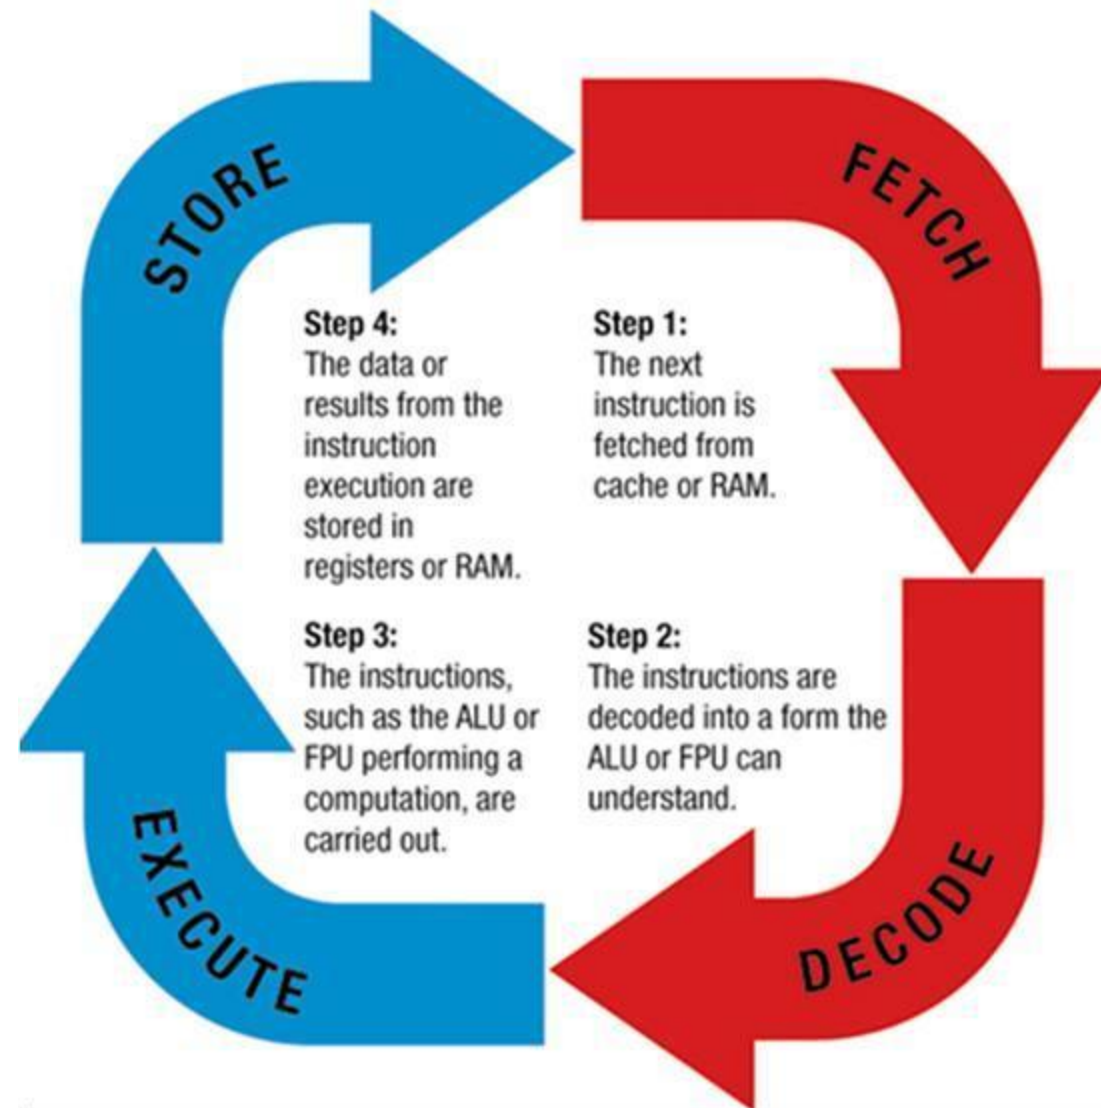 STORE
FETCH
Step 4:
The data or
results from the
instruction
execution are
stored in
registers or RAM.
Step 1:
The next
instruction is
fetched from
cache or RAM.
Step 3:
The instructions,
such as the ALU or
FPU performing a
computation, are
carried out.
Step 2:
The instructions are
decoded into a form the
ALU or FPU can
understand.
EXECUTE
DECODE